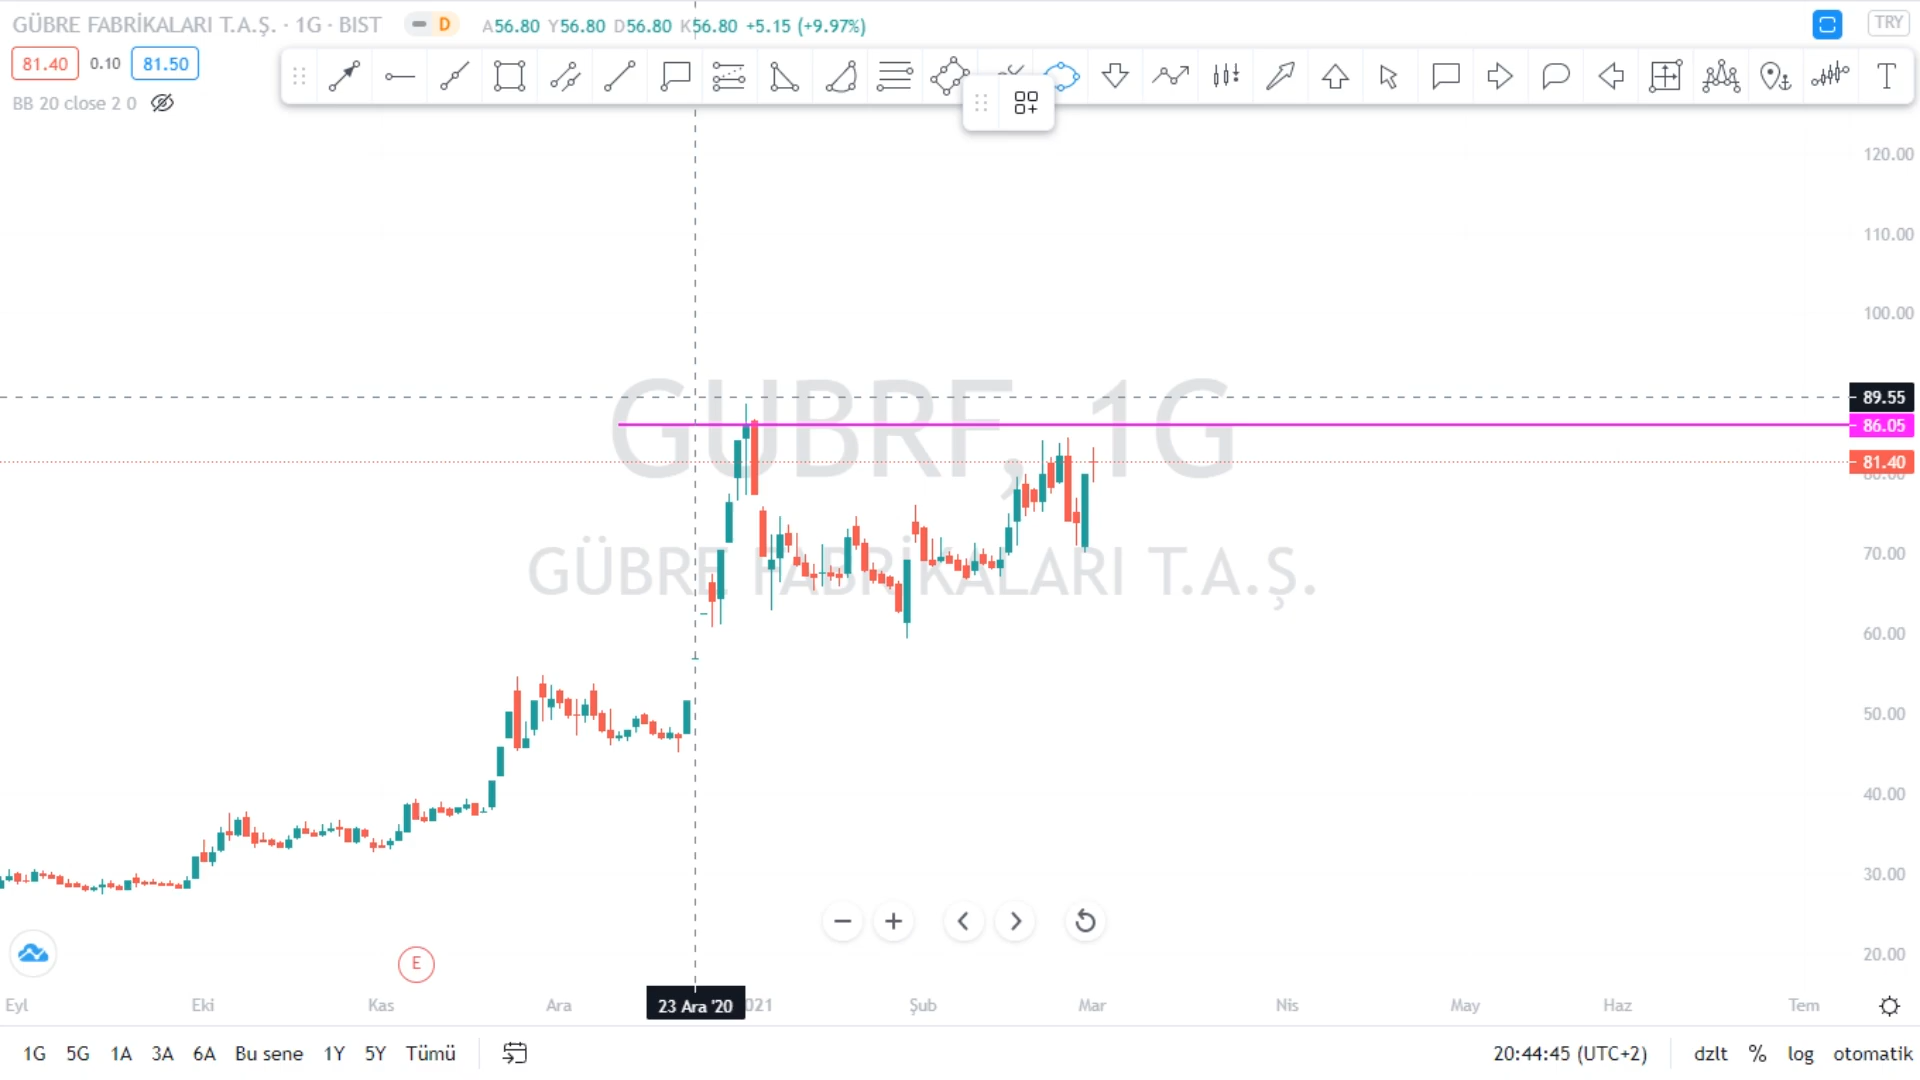 GÜBRE FABRİKALARI T.A.Ş. · 1G · BIST D A56.80 Y56.80 D56.80 K56.80 +5.15 (+9.97%) TRY
81.40 0.10 81.50
BB 20 close 2 0
T
120.00
110.00
100.00
89.55
86.05
81.40
80.00
70.00
60.00
50.00
40.00
30.00
20.00
GUBRF, 1G
GÜBRE FABRİKALARI T.A.Ş.
E
Eyl Eki Kas Ara 23 Ara '20 021 Şub Mar Nis May Haz Tem
1G 5G 1A 3A 6A Bu sene 1Y 5Y Tümü 20:44:45 (UTC+2) dzlt % log otomatik